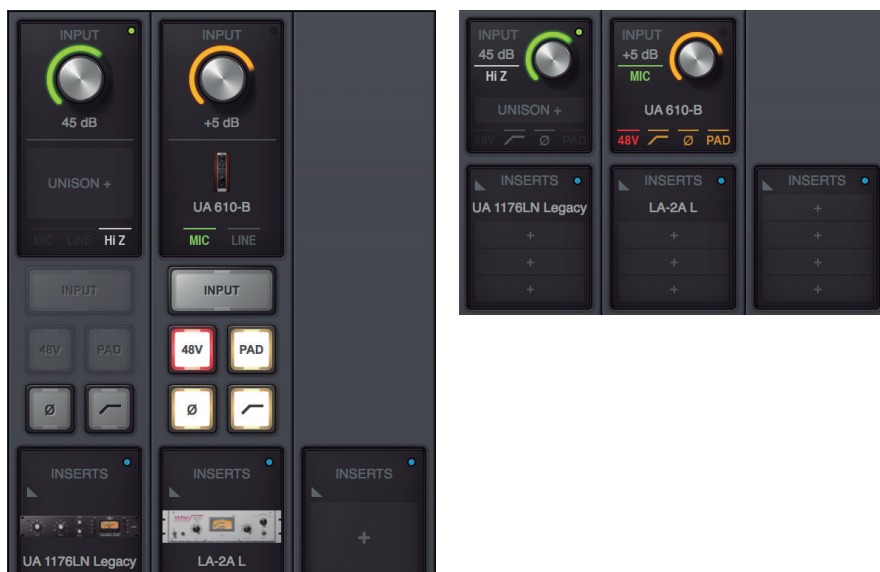 INPUT
45 dB
UNISON +
MIC LINE Hi Z
INPUT
48V PAD
Ø
INSERTS
UA 1176LN Legacy
INPUT
+5 dB
UA 610-B
MIC LINE
INPUT
48V PAD
Ø
INSERTS
LA-2A L
INSERTS
+
INPUT
45 dB
Hi Z
UNISON +
48V Ø PAD
INSERTS
UA 1176LN Legacy
+
+
+
INPUT
+5 dB
MIC
UA 610-B
48V Ø PAD
INSERTS
LA-2A L
+
+
+
INSERTS
+
+
+
+